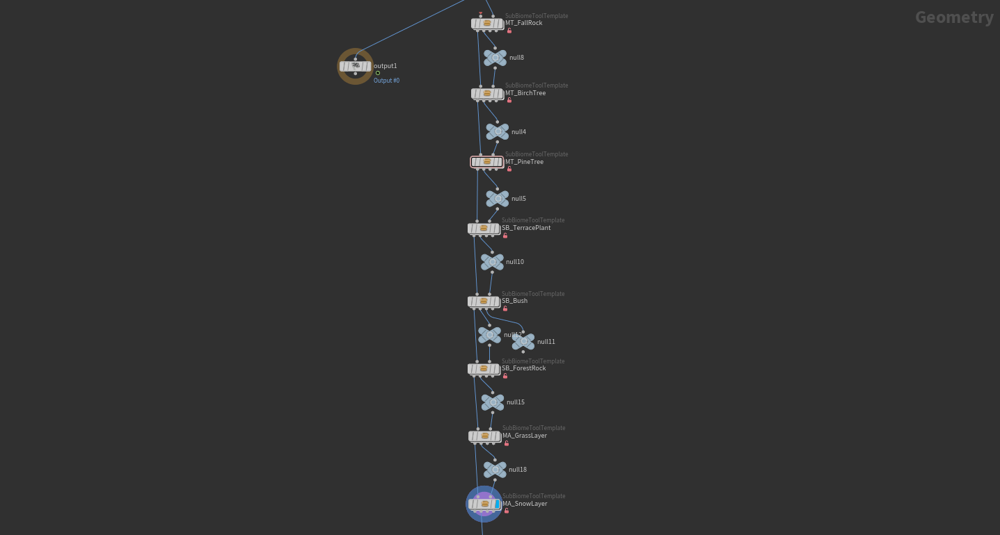 Geometry
SubBiomeToolTemplate
MT_FallRock
null8
output1
Output #0
SubBiomeToolTemplate
MT_BirchTree
null4
SubBiomeToolTemplate
MT_PineTree
null5
SubBiomeToolTemplate
SB_TerracePlant
null10
SubBiomeToolTemplate
SB_Bush
null12
null11
SubBiomeToolTemplate
SB_ForestRock
null15
SubBiomeToolTemplate
MA_GrassLayer
null18
SubBiomeToolTemplate
MA_SnowLayer